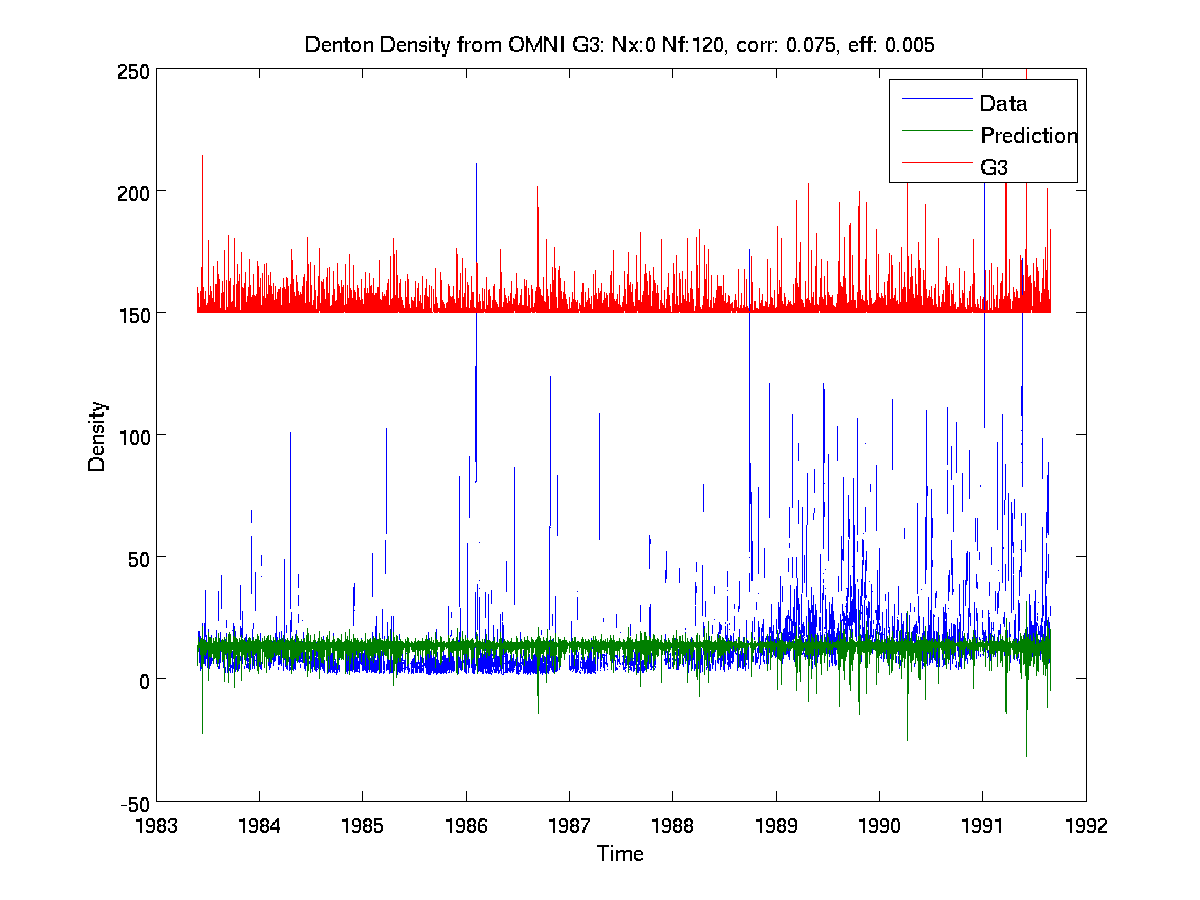 Denton Density from OMNI G3: Nx:0 Nf:120, corr: 0.075, eff: 0.005
250
200
150
100
50
0
-50
Density
Data
Prediction
G3
1983 1984 1985 1986 1987 1988 1989 1990 1991 1992
Time